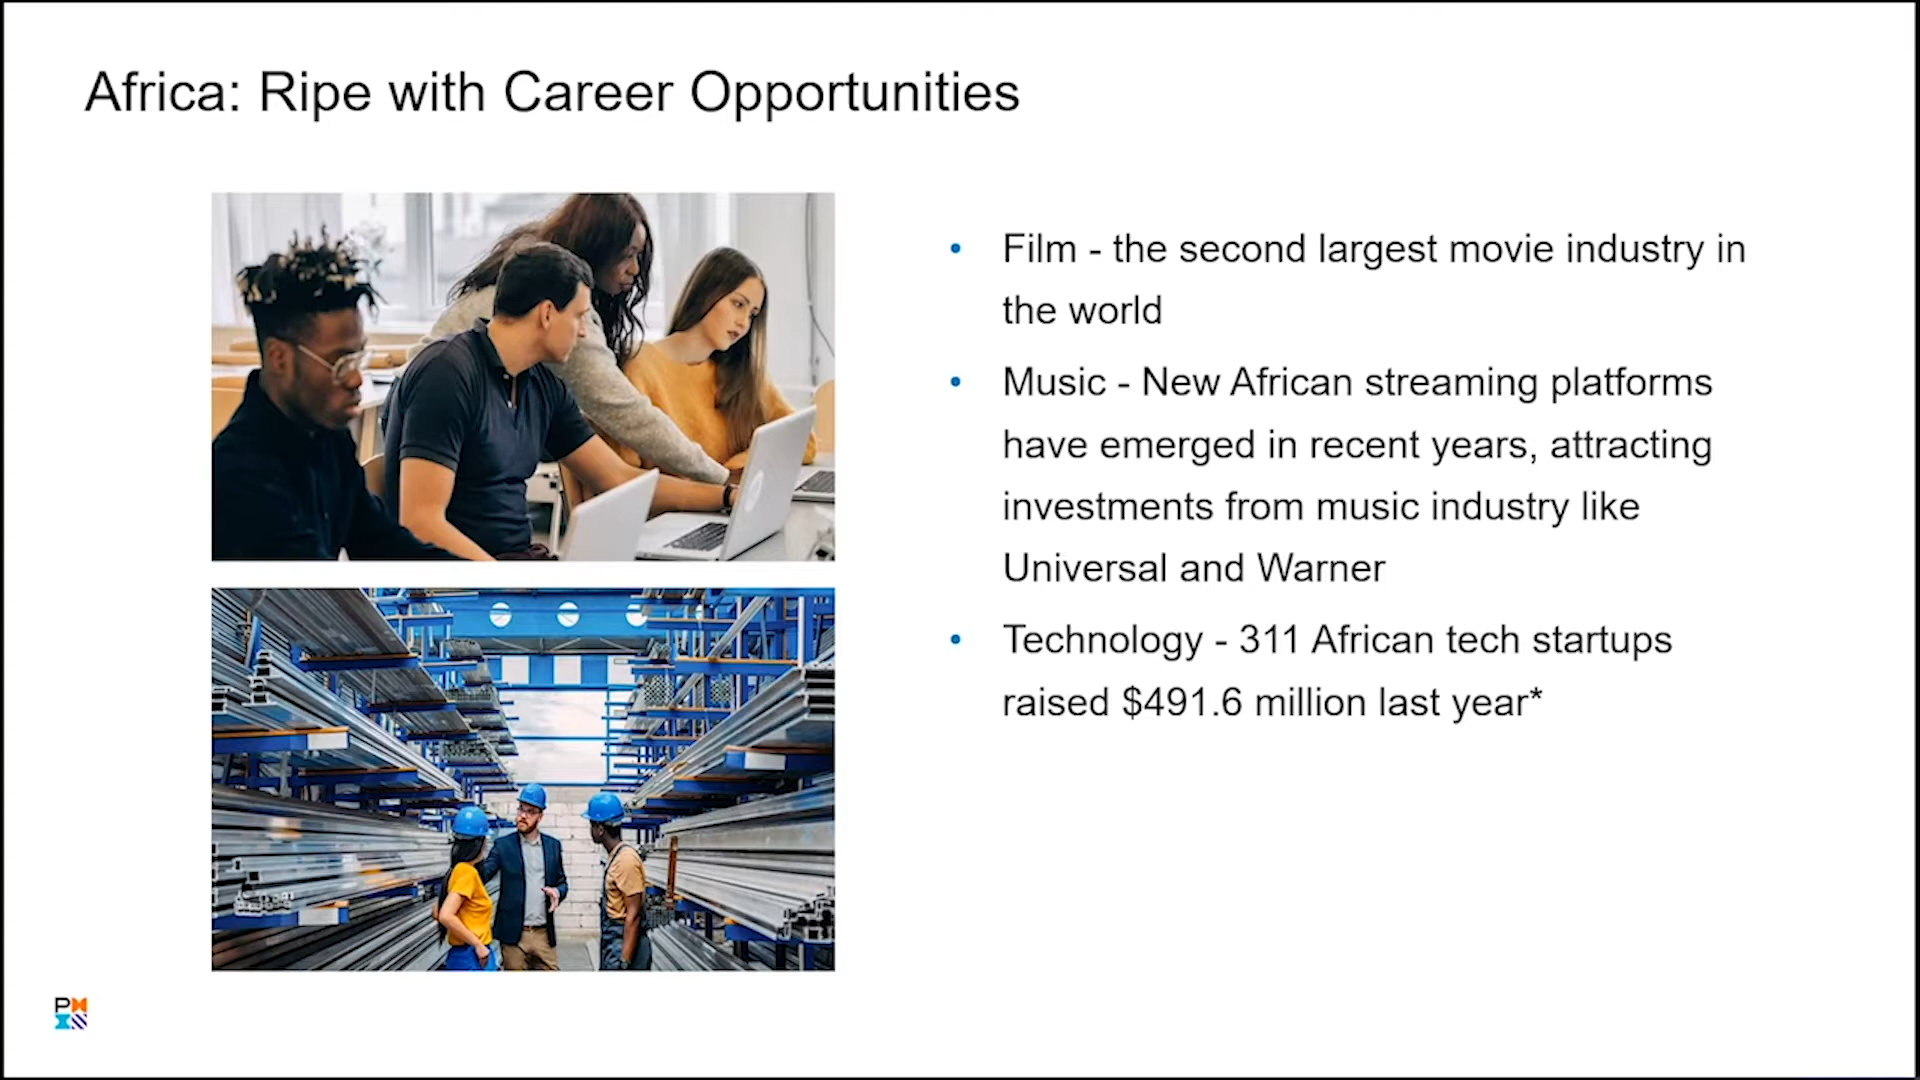 Africa: Ripe with Career Opportunities
• Film - the second largest movie industry in
the world
• Music - New African streaming platforms
have emerged in recent years, attracting
investments from music industry like
Universal and Warner
• Technology - 311 African tech startups
raised $491.6 million last year*